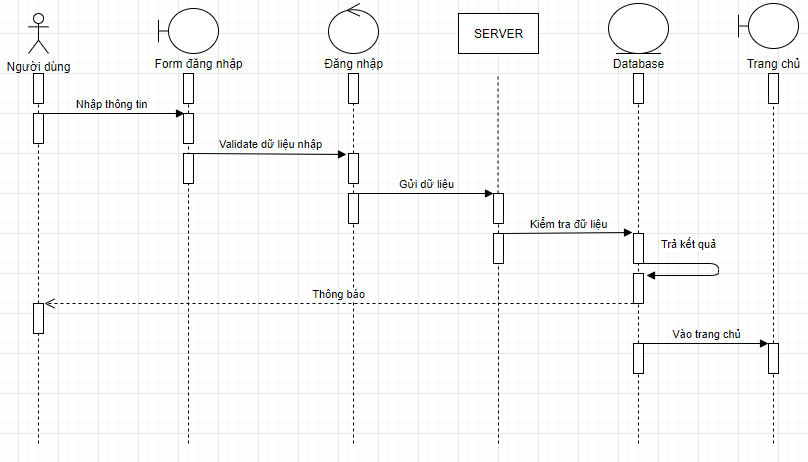 Người dùng
Form đăng nhập
Đăng nhập
SERVER
Database
Trang chủ
Nhập thông tin
Validate dữ liệu nhập
Gửi dữ liệu
Kiểm tra đữ liệu
Trả kết quả
Thông báo
Vào trang chủ